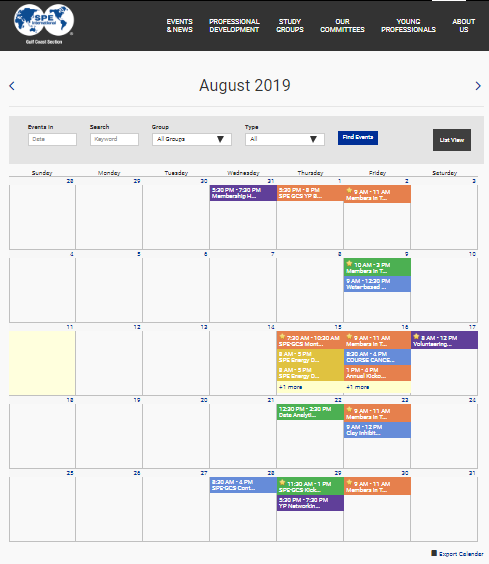 SPE
International
Gulf Coast Section
EVENTS
& NEWS
PROFESSIONAL
DEVELOPMENT
STUDY
GROUPS
OUR
COMMITTEES
YOUNG
PROFESSIONALS
ABOUT
US
August 2019
Events In
Search
Group
Type
Date
Keyword
All Groups
All
Find Events
List View
Sunday Monday Tuesday Wednesday Thursday Friday Saturday
28 29 30 31 1 2 3
5:30 PM - 7:30 PM
Membership H...
5:30 PM - 8 PM
SPE-GCS YP B...
9 AM - 11 AM
Members in T...
4 5 6 7 8 9 10
10 AM - 3 PM
Members in T...
9 AM - 12:30 PM
Water-based ...
11 12 13 14 15 16 17
7:30 AM - 10:30 AM
SPE-GCS Mont...
8 AM - 5 PM
SPE Energy D...
8 AM - 5 PM
SPE Energy D...
+1 more
9 AM - 11 AM
Members in T...
8:30 AM - 4 PM
COURSE CANCE...
1 PM - 4 PM
Annual Kicko...
+1 more
8 AM - 12 PM
Volunteering...
18 19 20 21 22 23 24
12:30 PM - 2:30 PM
Data Analyti...
9 AM - 11 AM
Members in T...
9 AM - 12 PM
Clay Inhibit...
25 26 27 28 29 30 31
8:30 AM - 4 PM
SPE-GCS Cont...
11:30 AM - 1 PM
SPE-GCS Kick...
5:30 PM - 7:30 PM
YP Networkin...
9 AM - 11 AM
Members in T...
Export Calendar